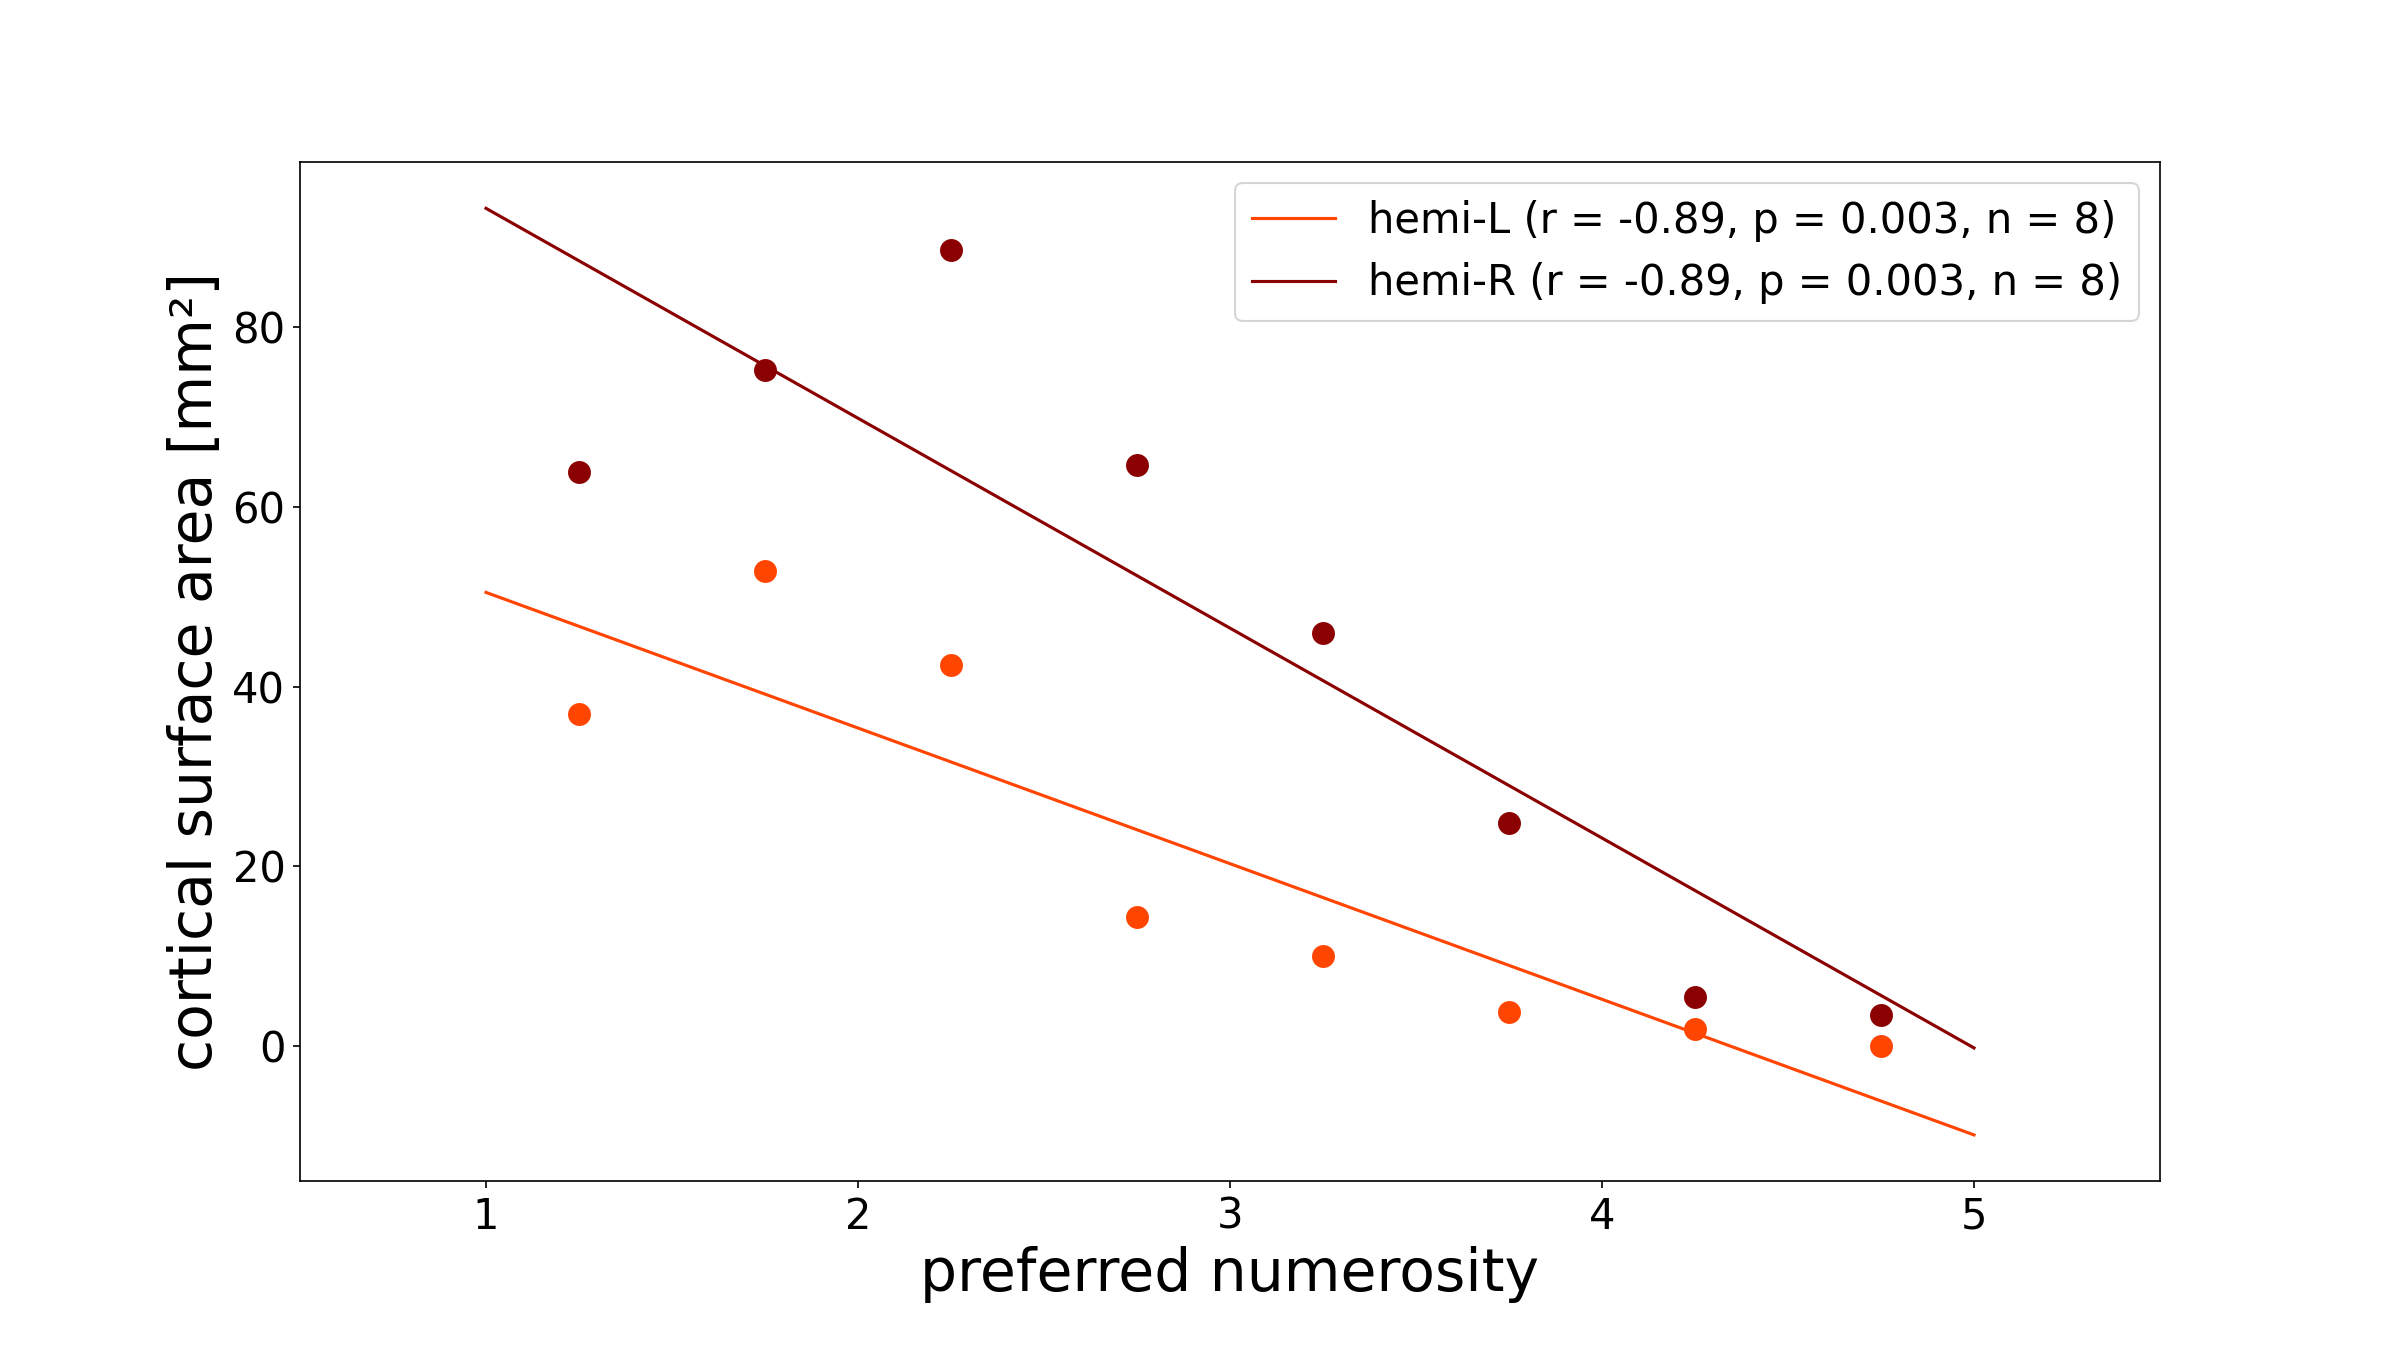 hemi-L (r = -0.89, p = 0.003, n = 8)
hemi-R (r = -0.89, p = 0.003, n = 8)
cortical surface area [mm²]
80
60
40
20
0
1 2 3 4 5
preferred numerosity